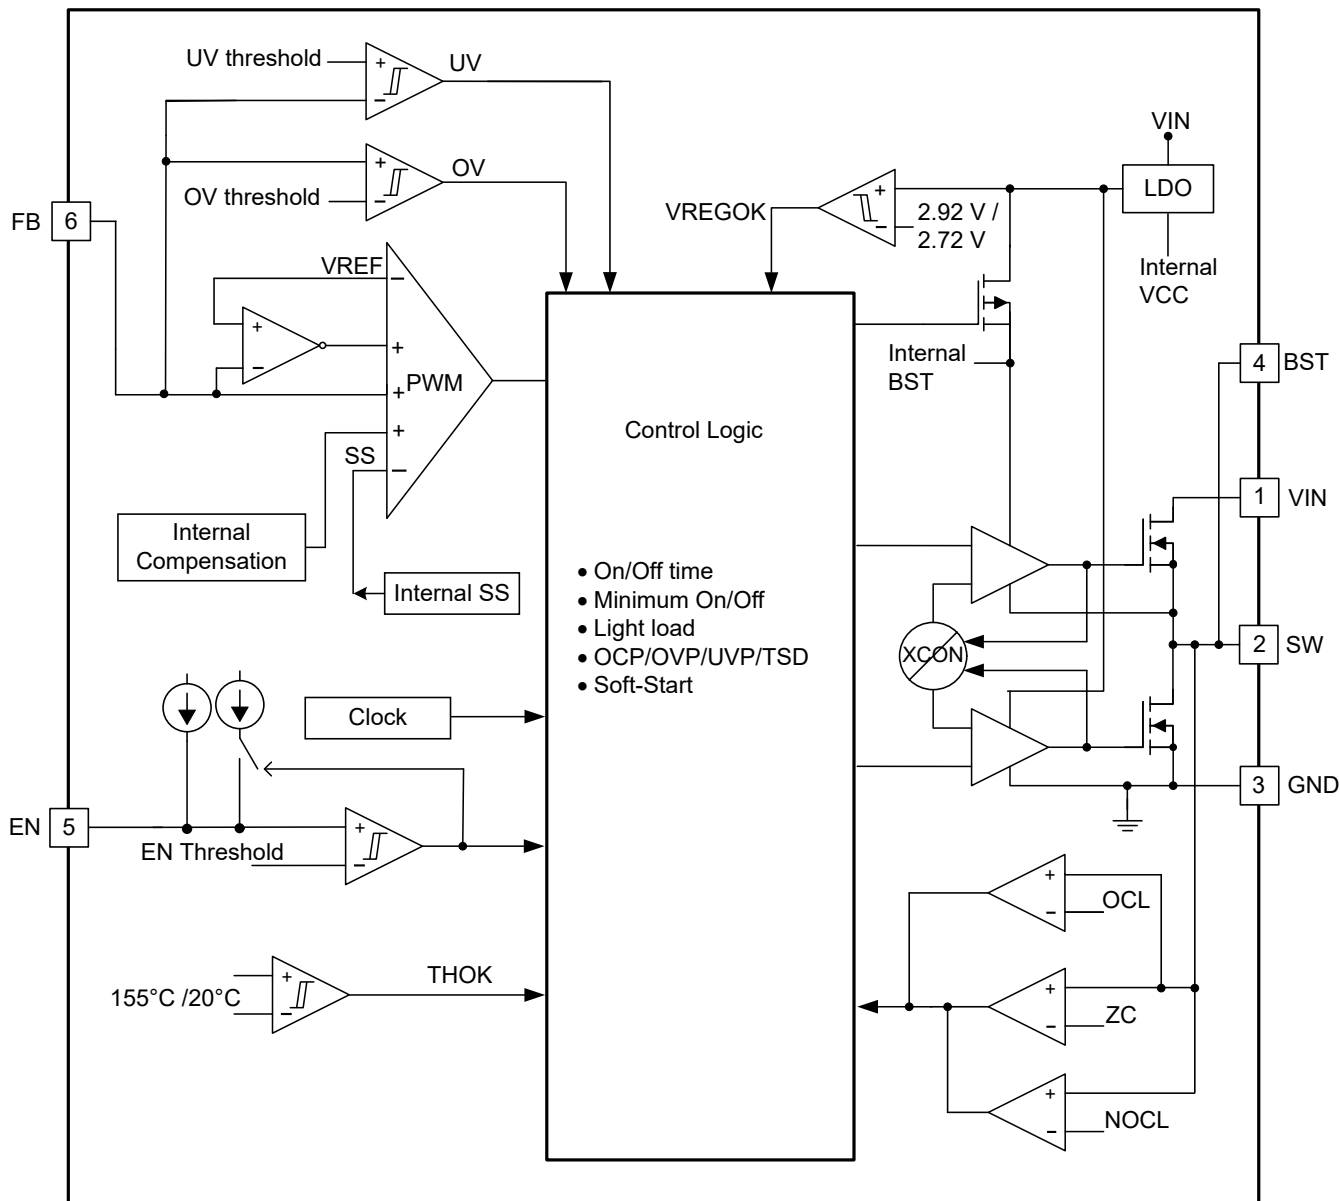 UV threshold
+
−
UV
OV threshold
+
−
OV
FB
6
VREF
−
+
−
+
+
PWM
+
SS
−
Internal
Compensation
Internal SS
Clock
EN
5
EN Threshold
+
−
155°C /20°C
+
−
THOK
Control Logic
• On/Off time
• Minimum On/Off
• Light load
• OCP/OVP/UVP/TSD
• Soft-Start
VREGOK
+
−
2.92 V /
2.72 V
VIN
LDO
Internal
VCC
Internal
BST
4
BST
1
VIN
XCON
2
SW
3
GND
+
−
OCL
+
−
ZC
+
−
NOCL